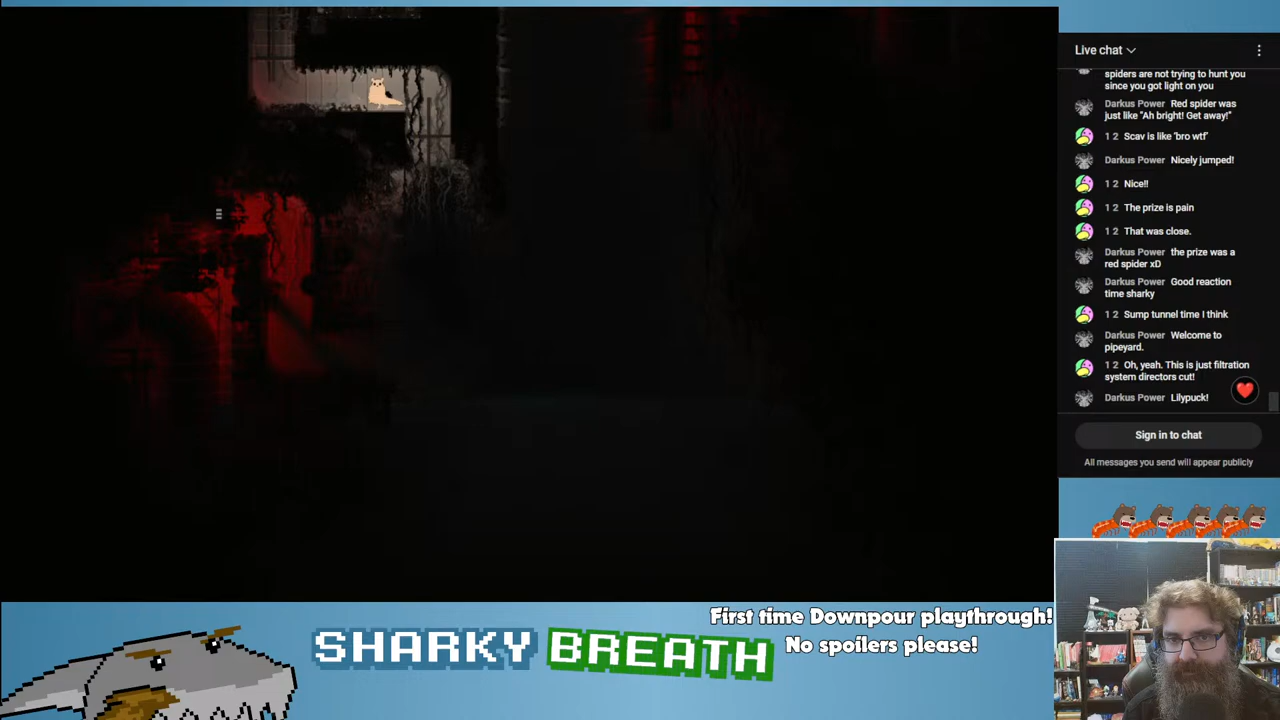 Live chat
spiders are not trying to hunt you
since you got light on you
Darkus Power Red spider was
just like "Ah bright! Get away!"
1 2 Scav is like 'bro wtf'
Darkus Power Nicely jumped!
1 2 Nice!!
1 2 The prize is pain
1 2 That was close.
Darkus Power the prize was a
red spider xD
Darkus Power Good reaction
time sharky
1 2 Sump tunnel time I think
Darkus Power Welcome to
pipeyard.
1 2 Oh, yeah. This is just filtration
system directors cut!
Darkus Power Lilypuck!
Sign in to chat
All messages you send will appear publicly
First time Downpour playthrough!
No spoilers please!
SHARKY BREATH